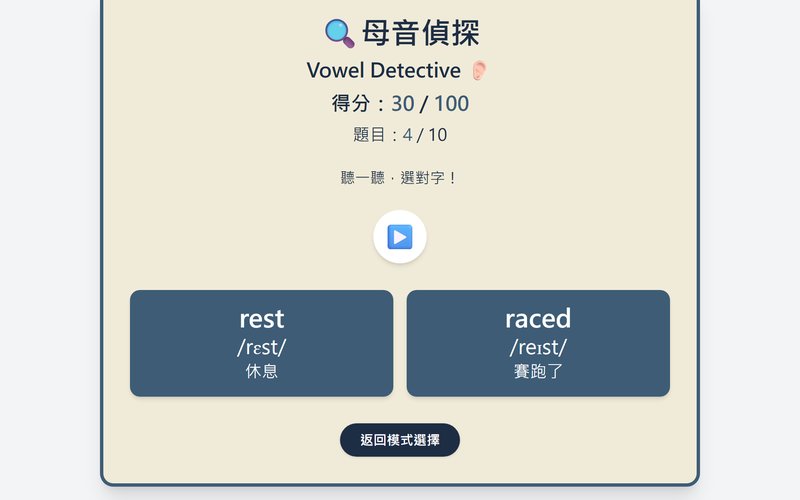 母音偵探
Vowel Detective
得分：30 / 100
題目：4 / 10
聽一聽，選對字！
rest
/rɛst/
休息
raced
/reɪst/
賽跑了
返回模式選擇